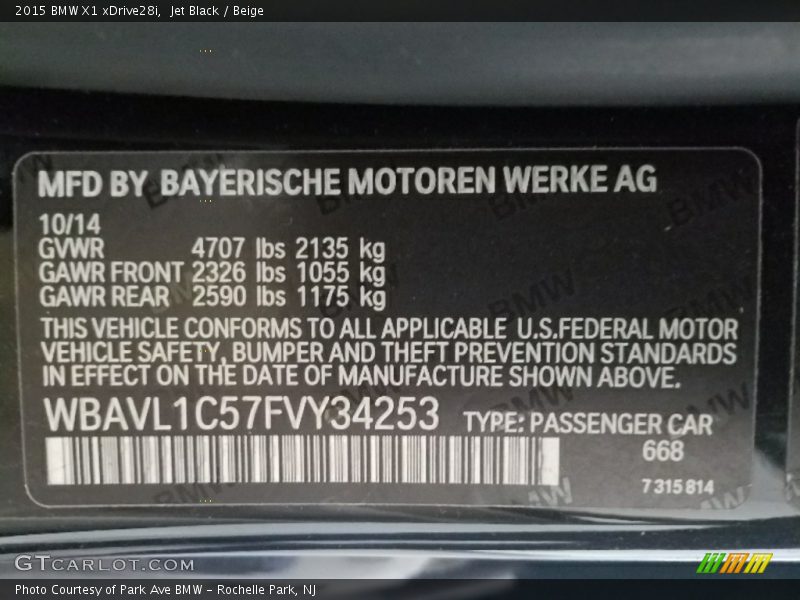 2015 BMW X1 xDrive28i, Jet Black / Beige
MFD BY BAYERISCHE MOTOREN WERKE AG
10/14
GVWR 4707 lbs 2135 kg
GAWR FRONT 2326 lbs 1055 kg
GAWR REAR 2590 lbs 1175 kg
THIS VEHICLE CONFORMS TO ALL APPLICABLE U.S.FEDERAL MOTOR
VEHICLE SAFETY, BUMPER AND THEFT PREVENTION STANDARDS
IN EFFECT ON THE DATE OF MANUFACTURE SHOWN ABOVE.
WBAVL1C57FVY34253 TYPE: PASSENGER CAR
668
7 315 814
GTCARLOT.COM
Photo Courtesy of Park Ave BMW - Rochelle Park, NJ